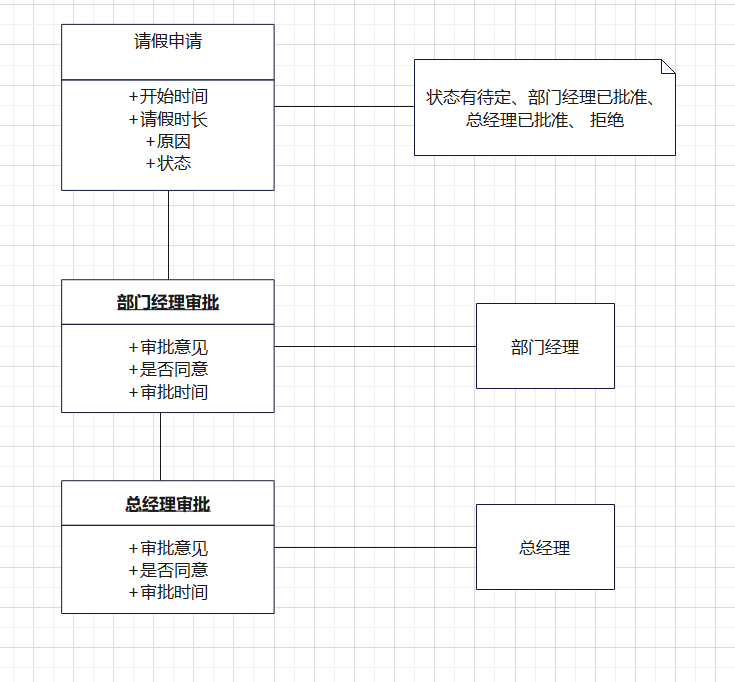 请假申请
+开始时间
+请假时长
+原因
+状态
状态有待定、部门经理已批准、
总经理已批准、 拒绝
部门经理审批
+审批意见
+是否同意
+审批时间
部门经理
总经理审批
+审批意见
+是否同意
+审批时间
总经理